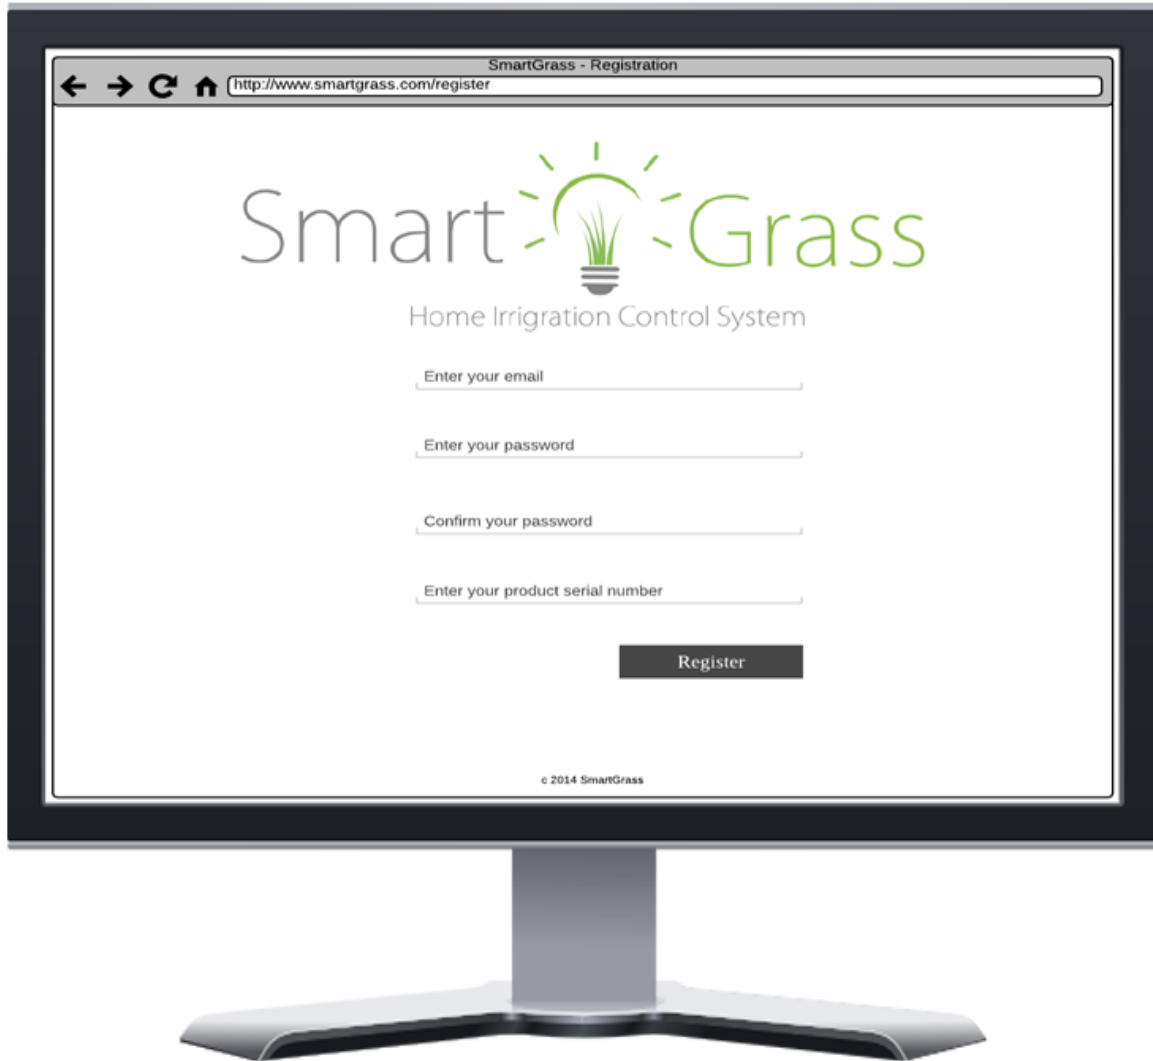 SmartGrass - Registration
http://www.smartgrass.com/register
Smart Grass
Home Irrigration Control System
Enter your email
Enter your password
Confirm your password
Enter your product serial number
Register
c 2014 SmartGrass